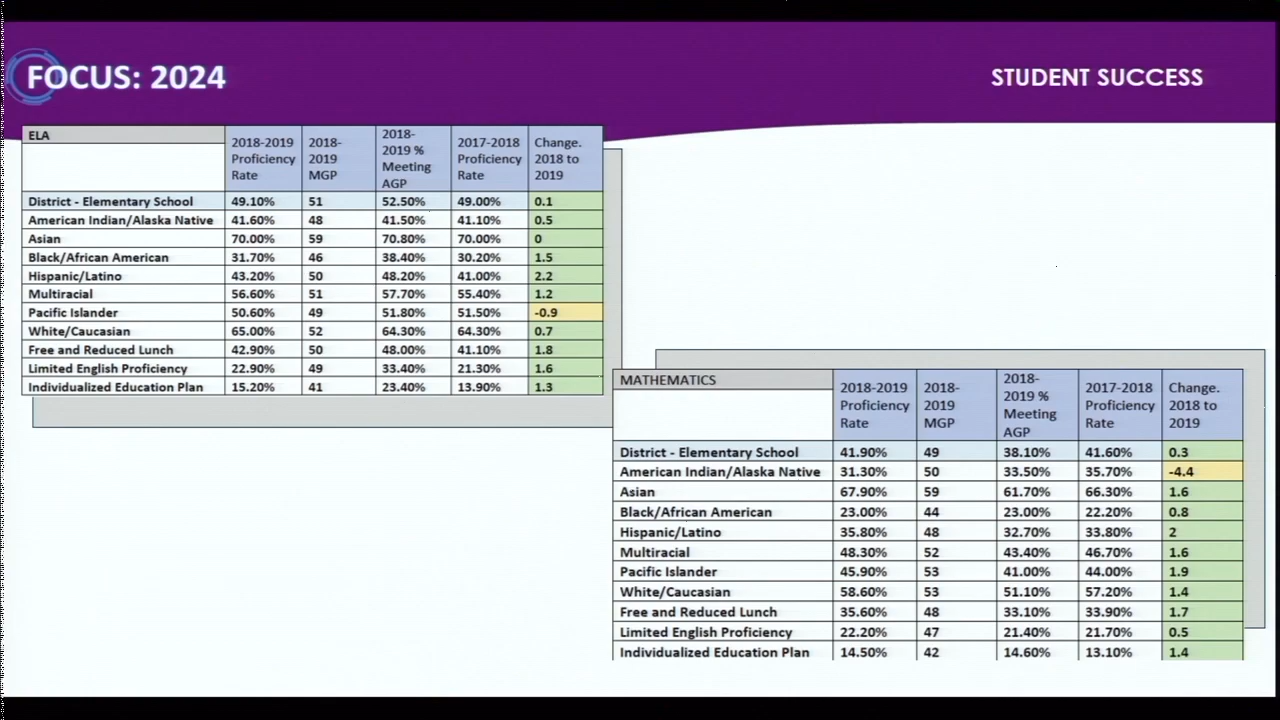 FOCUS: 2024
STUDENT SUCCESS
ELA 2018-2019 Proficiency Rate 2018-2019 MGP 2018-2019 % Meeting AGP 2017-2018 Proficiency Rate Change. 2018 to 2019
District - Elementary School 49.10% 51 52.50% 49.00% 0.1
American Indian/Alaska Native 41.60% 48 41.50% 41.10% 0.5
Asian 70.00% 59 70.80% 70.00% 0
Black/African American 31.70% 46 38.40% 30.20% 1.5
Hispanic/Latino 43.20% 50 48.20% 41.00% 2.2
Multiracial 56.60% 51 57.70% 55.40% 1.2
Pacific Islander 50.60% 49 51.80% 51.50% -0.9
White/Caucasian 65.00% 52 64.30% 64.30% 0.7
Free and Reduced Lunch 42.90% 50 48.00% 41.10% 1.8
Limited English Proficiency 22.90% 49 33.40% 21.30% 1.6
Individualized Education Plan 15.20% 41 23.40% 13.90% 1.3
MATHEMATICS 2018-2019 Proficiency Rate 2018-2019 MGP 2018-2019 % Meeting AGP 2017-2018 Proficiency Rate Change. 2018 to 2019
District - Elementary School 41.90% 49 38.10% 41.60% 0.3
American Indian/Alaska Native 31.30% 50 33.50% 35.70% -4.4
Asian 67.90% 59 61.70% 66.30% 1.6
Black/African American 23.00% 44 23.00% 22.20% 0.8
Hispanic/Latino 35.80% 48 32.70% 33.80% 2
Multiracial 48.30% 52 43.40% 46.70% 1.6
Pacific Islander 45.90% 53 41.00% 44.00% 1.9
White/Caucasian 58.60% 53 51.10% 57.20% 1.4
Free and Reduced Lunch 35.60% 48 33.10% 33.90% 1.7
Limited English Proficiency 22.20% 47 21.40% 21.70% 0.5
Individualized Education Plan 14.50% 42 14.60% 13.10% 1.4